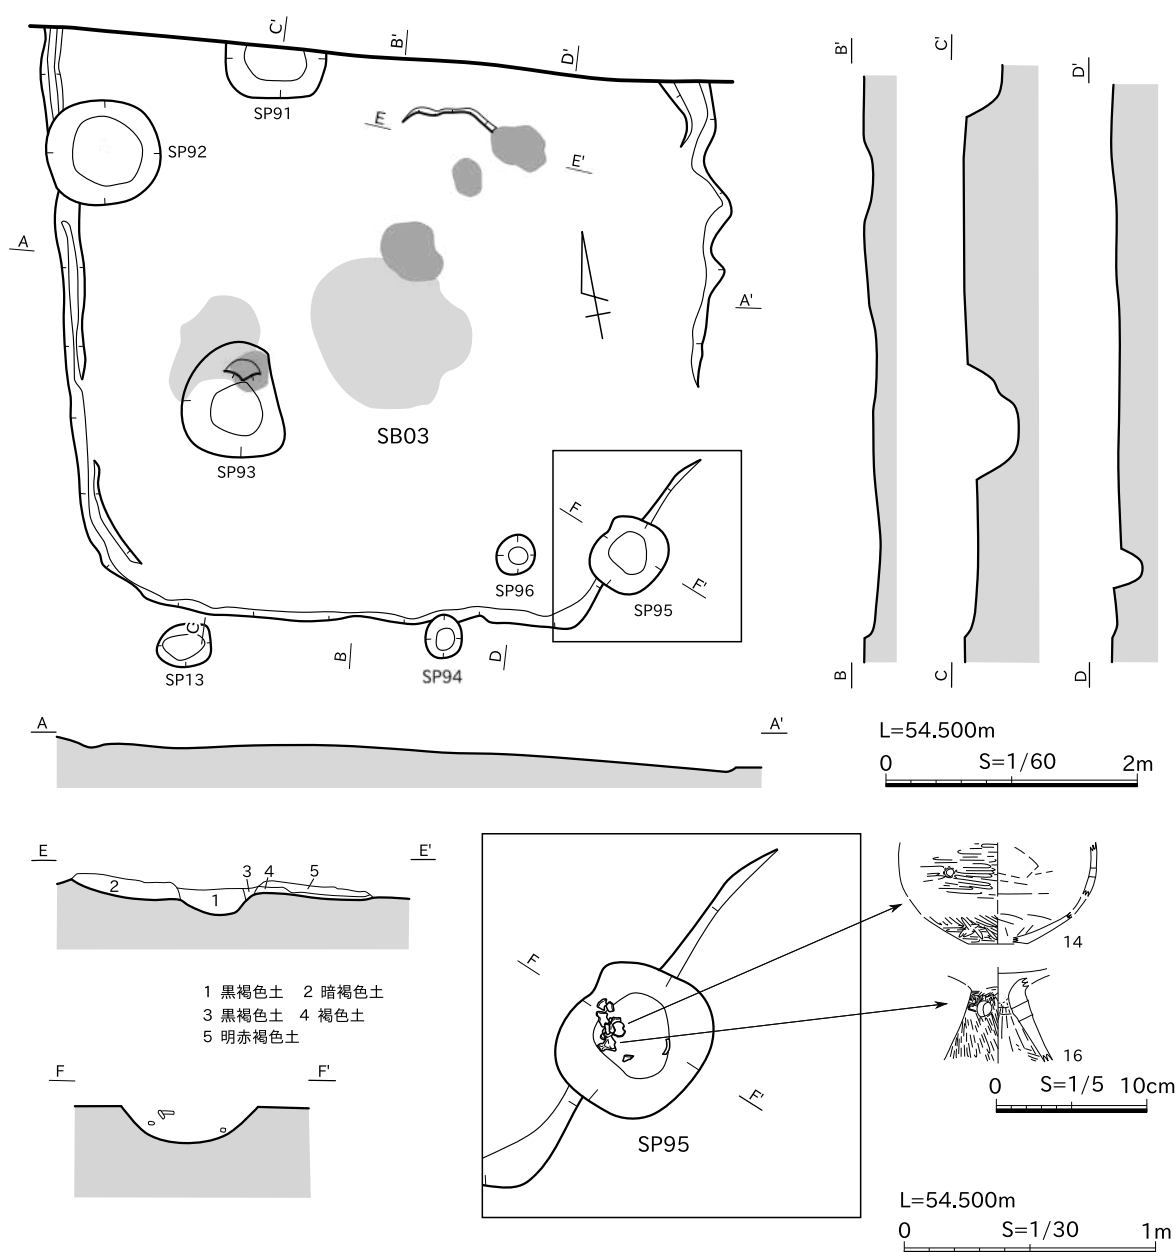 C'
B'
D'
SP91
E
SP92
E'
A
A'
SB03
SP93
F
SP96
F'
SP95
C
SP13
B
SP94
D
B'
C'
D'
B
C
D
A
A'
L=54.500m
0 S=1/60 2m
E
E'
2
1
3 4 5
1 黒褐色土 2 暗褐色土
3 黒褐色土 4 褐色土
5 明赤褐色土
F
F'
F
F'
SP95
14
16
0 S=1/5 10cm
L=54.500m
0 S=1/30 1m